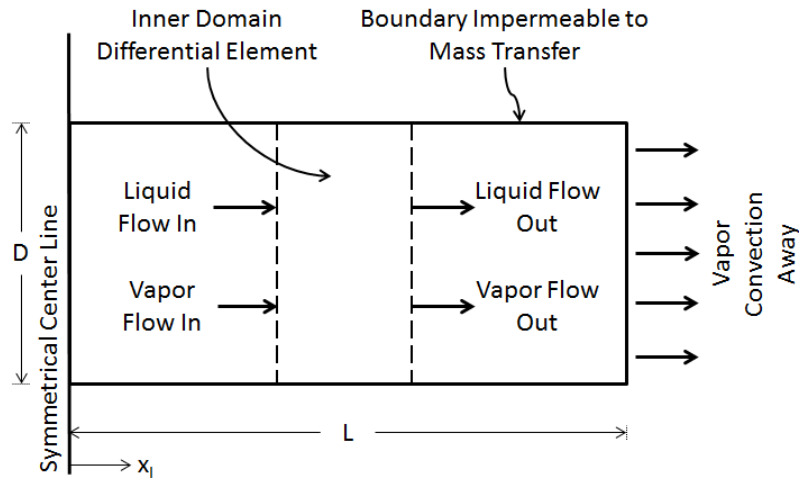 Inner Domain
Differential Element
Boundary Impermeable to
Mass Transfer
Symmetrical Center Line
D
Liquid
Flow In
Vapor
Flow In
Liquid Flow
Out
Vapor Flow
Out
Vapor
Convection
Away
L
xI